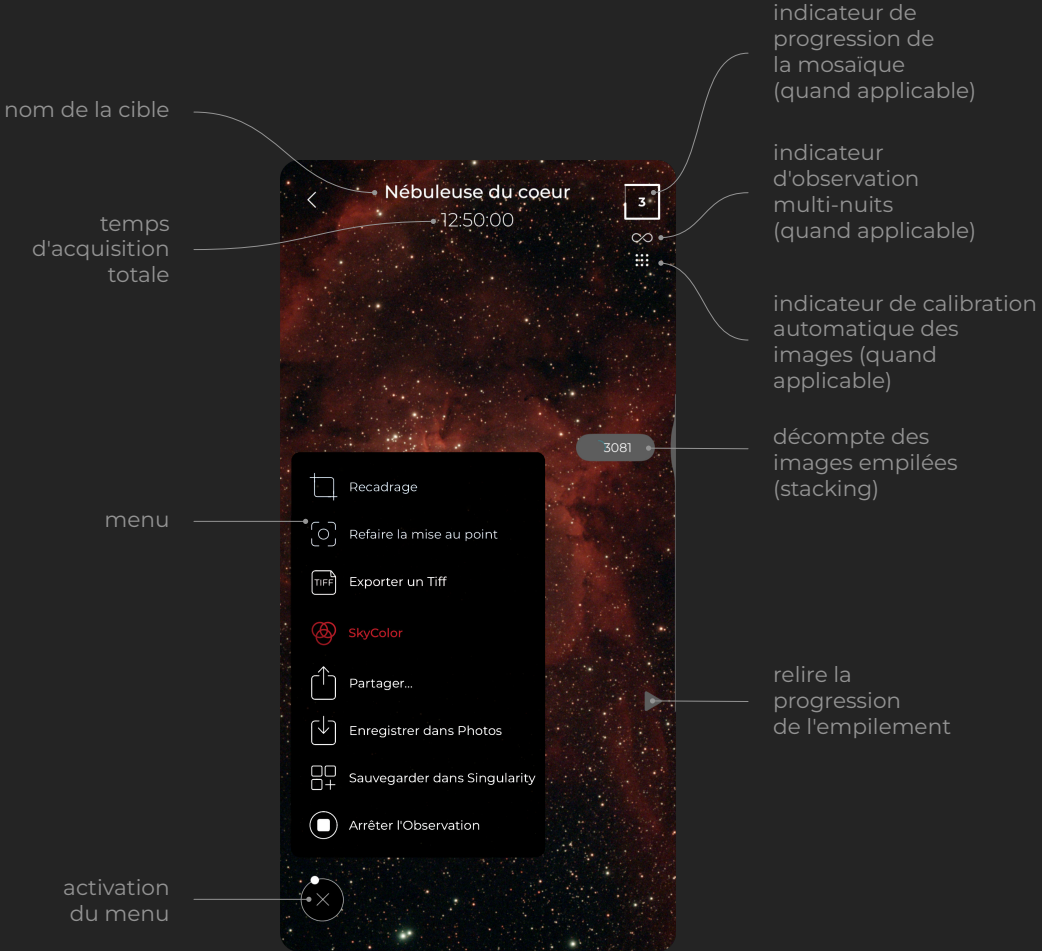 nom de la cible
temps
d'acquisition
totale
menu
activation
du menu
Nébuleuse du coeur
12:50:00
3
3081
Recadrage
Refaire la mise au point
TIFF
Exporter un Tiff
SkyColor
Partager...
Enregistrer dans Photos
Sauvegarder dans Singularity
Arrêter l'Observation
indicateur de
progression de
la mosaïque
(quand applicable)
indicateur
d'observation
multi-nuits
(quand applicable)
indicateur de calibration
automatique des
images (quand
applicable)
décompte des
images empilées
(stacking)
relire la
progression
de l'empilement